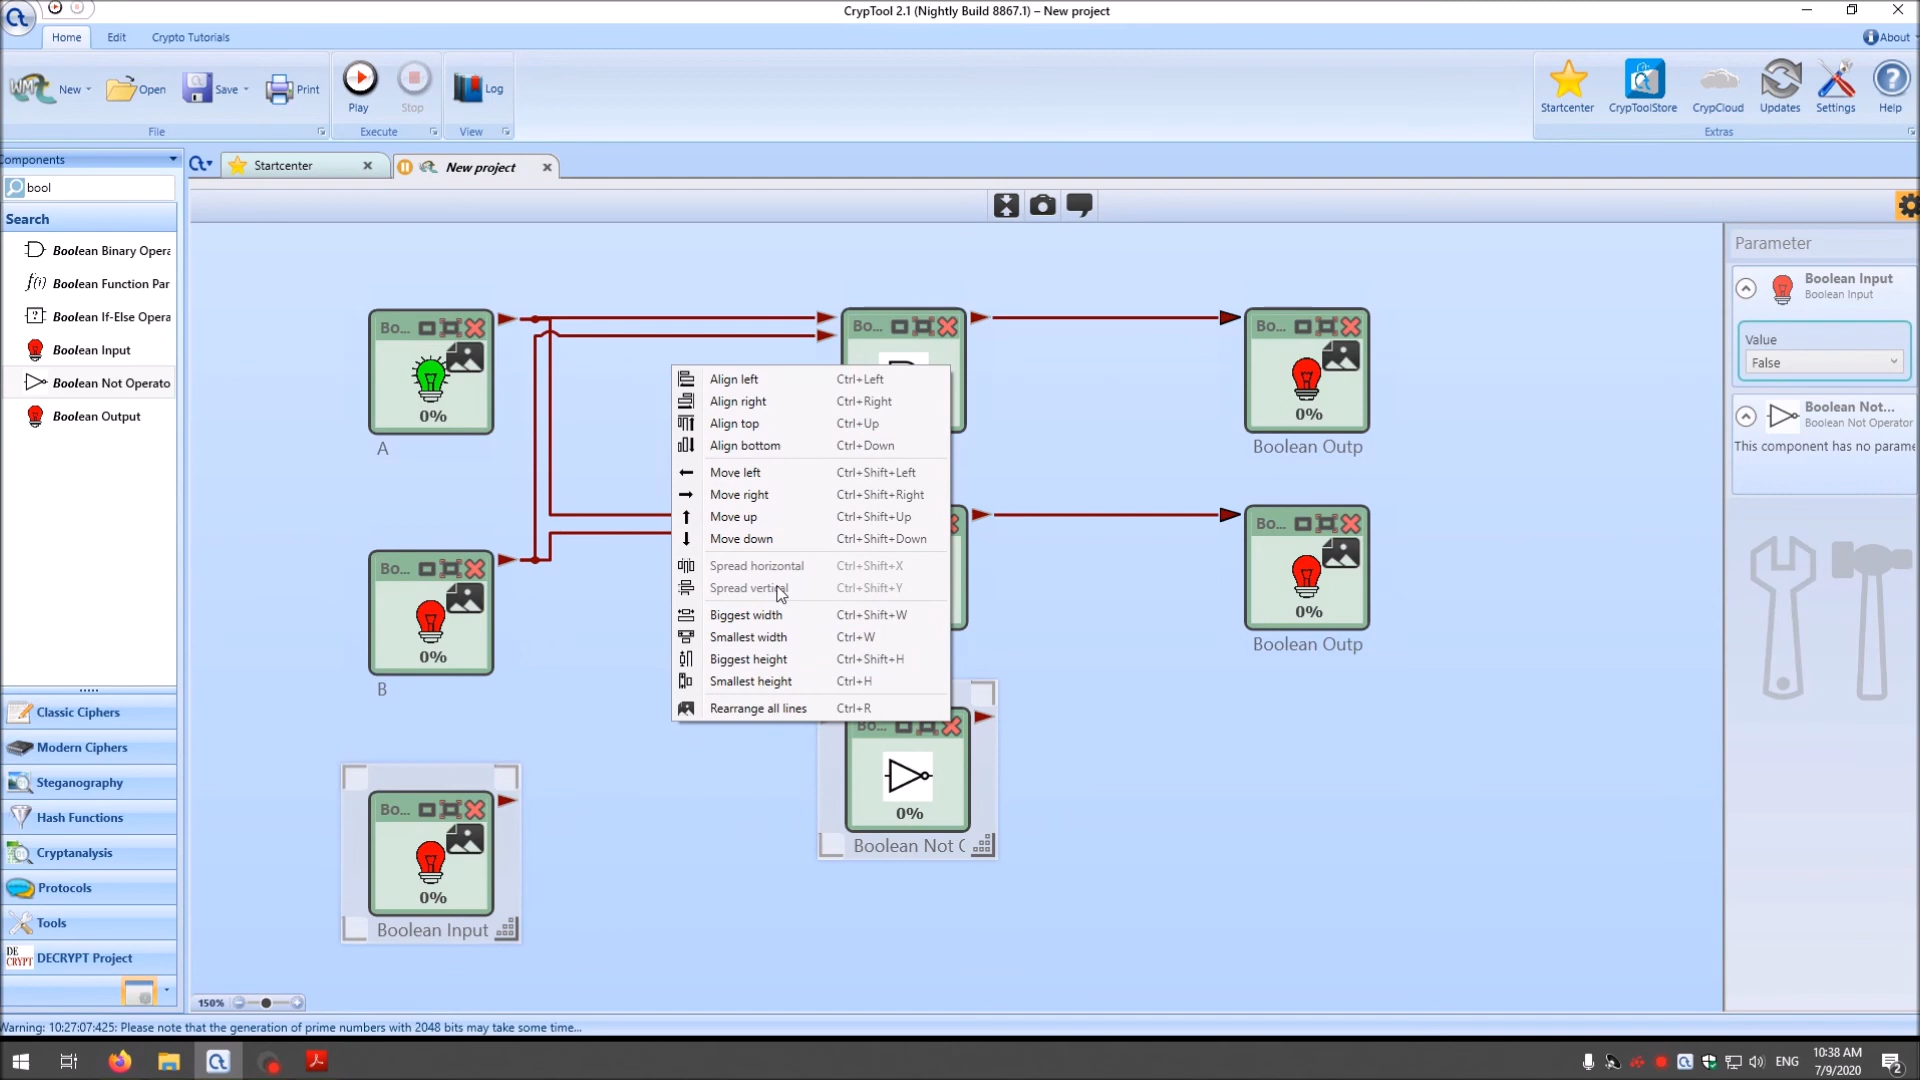 CrypTool 2.1 (Nightly Build 8867.1) – New project
Home
Edit
Crypto Tutorials
About
New
Open
Save
Print
Play
Stop
Log
Startcenter
CrypToolStore
CrypCloud
Updates
Settings
Help
File
Execute
View
Extras
Components
Startcenter
New project
bool
Search
Boolean Binary Opera
Boolean Function Par
Boolean If-Else Opera
Boolean Input
Boolean Not Operato
Boolean Output
Classic Ciphers
Modern Ciphers
Steganography
Hash Functions
Cryptanalysis
Protocols
Tools
DECRYPT Project
Bo...
0%
A
Bo...
0%
B
Bo...
0%
Boolean Input
Bo...
Align left Ctrl+Left
Align right Ctrl+Right
Align top Ctrl+Up
Align bottom Ctrl+Down
Move left Ctrl+Shift+Left
Move right Ctrl+Shift+Right
Move up Ctrl+Shift+Up
Move down Ctrl+Shift+Down
Spread horizontal Ctrl+Shift+X
Spread vertical Ctrl+Shift+Y
Biggest width Ctrl+Shift+W
Smallest width Ctrl+W
Biggest height Ctrl+Shift+H
Smallest height Ctrl+H
Rearrange all lines Ctrl+R
Bo...
0%
Boolean Not C
Bo...
0%
Boolean Outp
Bo...
0%
Boolean Outp
Parameter
Boolean Input
Boolean Input
Value
False
Boolean Not...
Boolean Not Operator
This component has no parame
150%
Warning: 10:27:07:425: Please note that the generation of prime numbers with 2048 bits may take some time...
ENG
10:38 AM
7/9/2020
2